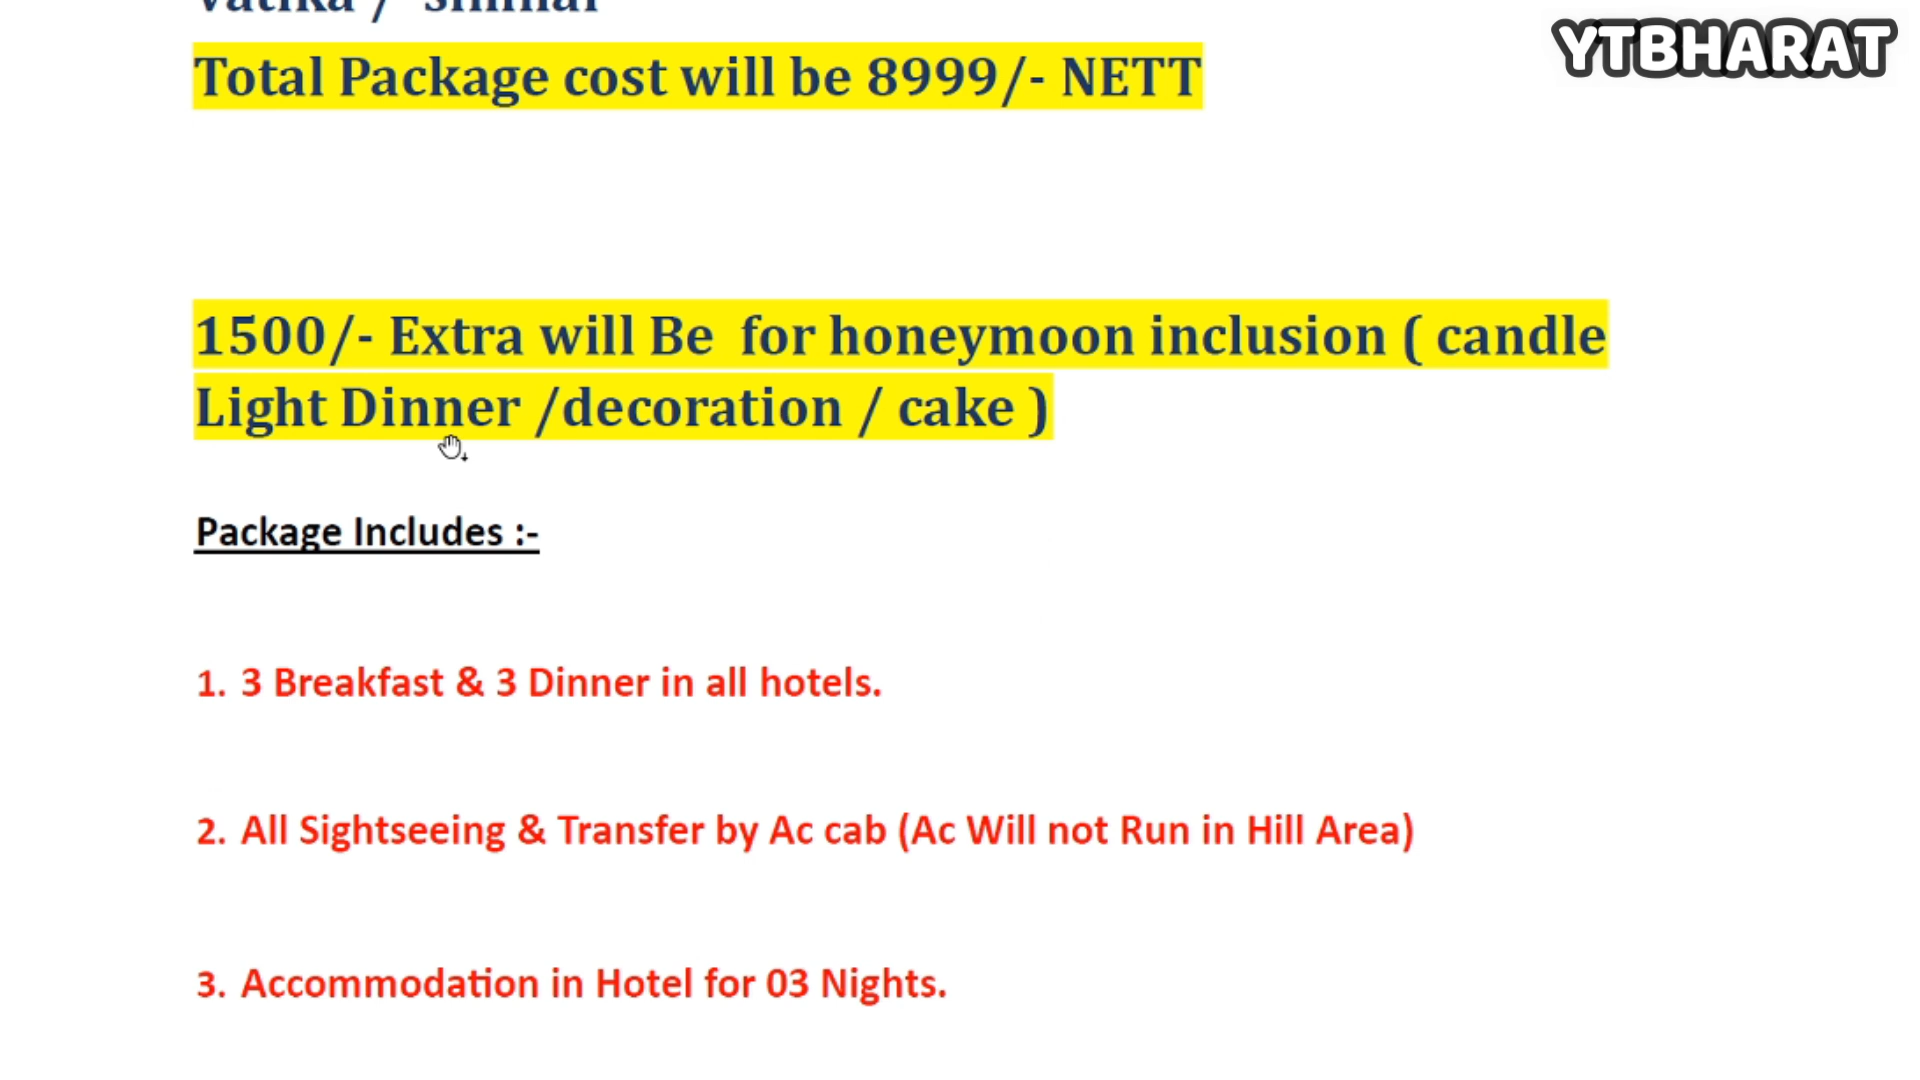 Vatika / similar
YTBHARAT
Total Package cost will be 8999/- NETT
1500/- Extra will Be for honeymoon inclusion ( candle
Light Dinner /decoration / cake )
Package Includes :-
1. 3 Breakfast & 3 Dinner in all hotels.
2. All Sightseeing & Transfer by Ac cab (Ac Will not Run in Hill Area)
3. Accommodation in Hotel for 03 Nights.